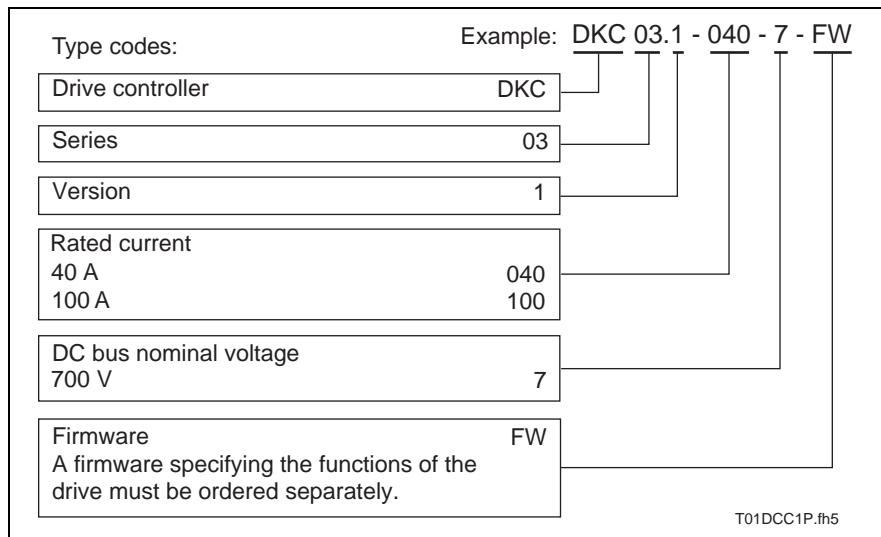 Type codes:
Example: DKC 03.1 - 040 - 7 - FW
Drive controller DKC
Series 03
Version 1
Rated current
40 A 040
100 A 100
DC bus nominal voltage
700 V 7
Firmware FW
A firmware specifying the functions of the
drive must be ordered separately.
T01DCC1P.fh5